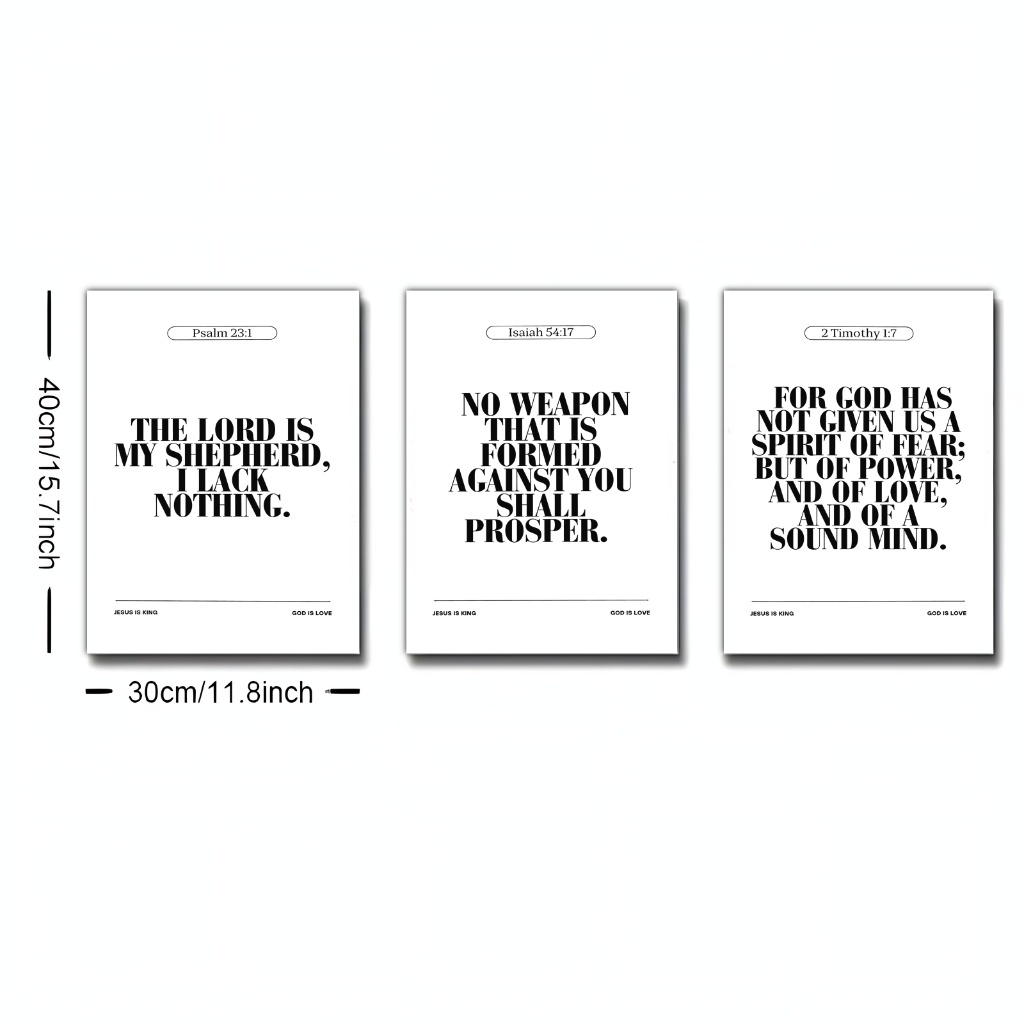 Psalm 23:1
THE LORD IS
MY SHEPHERD,
I LACK
NOTHING.
JESUS IS KING
GOD IS LOVE
Isaiah 54:17
NO WEAPON
THAT IS
FORMED
AGAINST YOU
SHALL
PROSPER.
JESUS IS KING
GOD IS LOVE
2 Timothy 1:7
FOR GOD HAS
NOT GIVEN US A
SPIRIT OF FEAR;
BUT OF POWER,
AND OF LOVE,
AND OF A
SOUND MIND.
JESUS IS KING
GOD IS LOVE
40cm/15.7inch
30cm/11.8inch